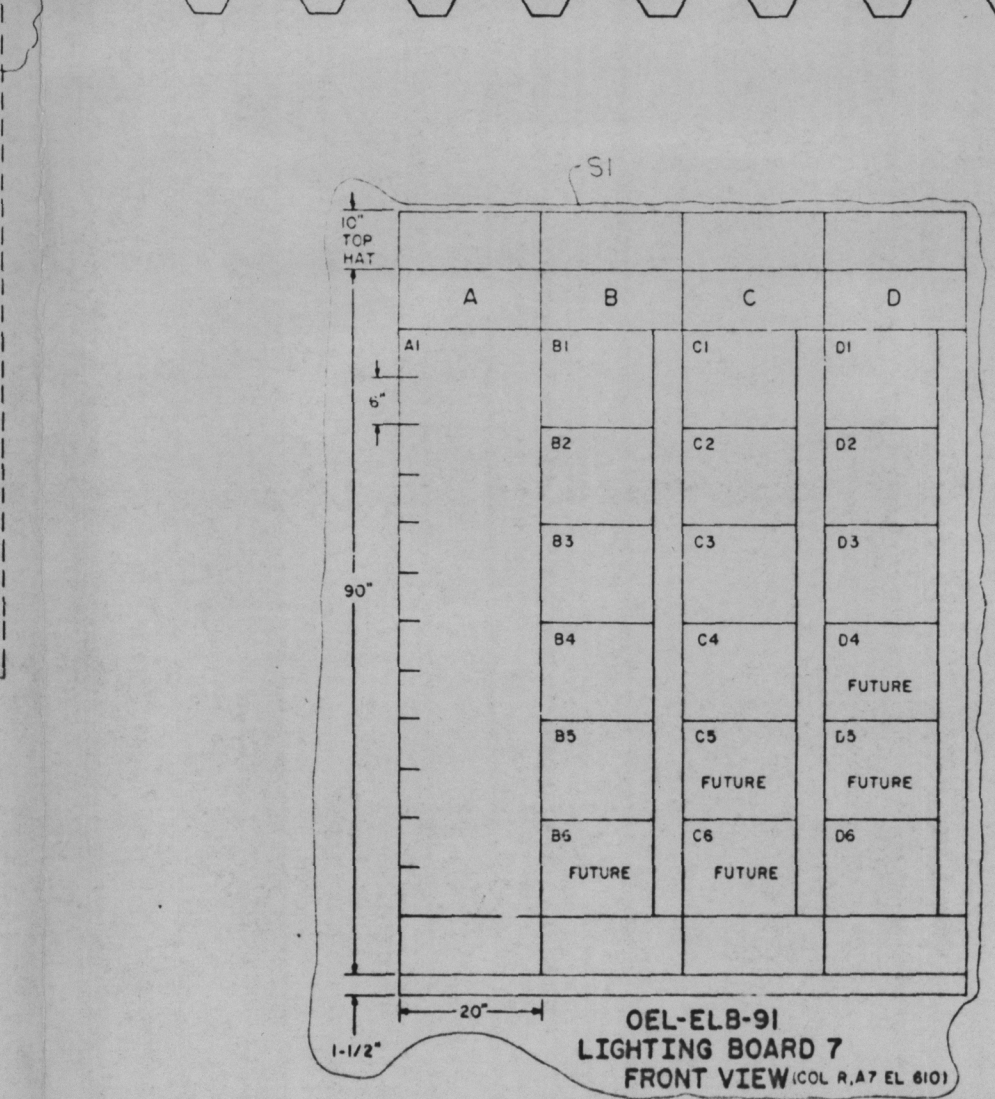 S1
10"
TOP
HAT
A B C D
A1 B1 C1 D1
6"
B2 C2 D2
B3 C3 D3
90"
B4 C4 D4
FUTURE
B5 C5 D5
FUTURE FUTURE
B6 C6 D6
FUTURE FUTURE
20"
1-1/2"
OEL-ELB-91
LIGHTING BOARD 7
FRONT VIEW (COL R,A7 EL 610)